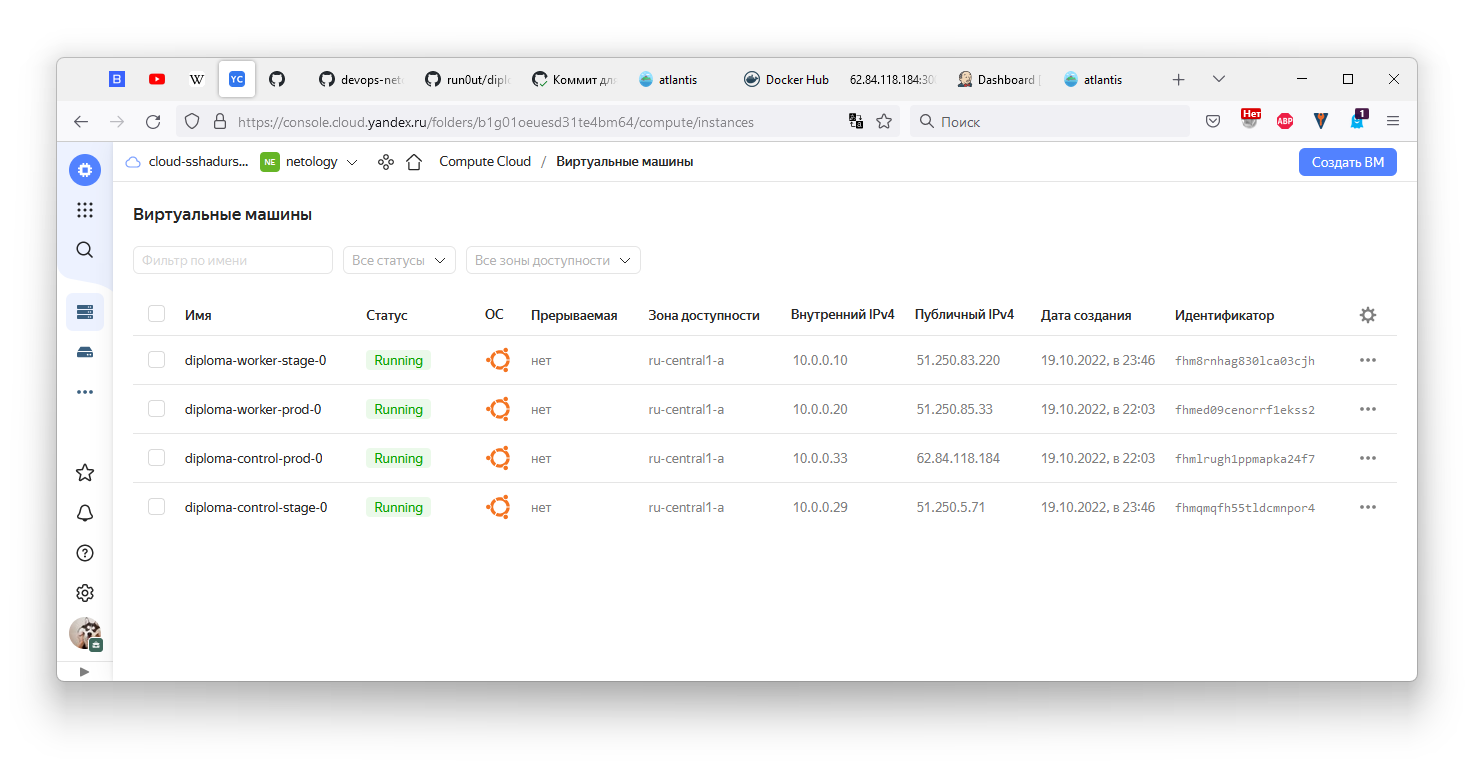 B YC devops-net run0ut/diplo Коммит для atlantis Docker Hub 62.84.118.184:30 Dashboard [ atlantis
https://console.cloud.yandex.ru/folders/b1g01oeuesd31te4bm64/compute/instances Поиск Нет ABP 1
cloud-sshadurs... NE netology Compute Cloud / Виртуальные машины Создать ВМ
Виртуальные машины
Фильтр по имени Все статусы Все зоны доступности
Имя Статус ОС Прерываемая Зона доступности Внутренний IPv4 Публичный IPv4 Дата создания Идентификатор
diploma-worker-stage-0 Running нет ru-central1-a 10.0.0.10 51.250.83.220 19.10.2022, в 23:46 fhm8rnhag830lca03cjh
diploma-worker-prod-0 Running нет ru-central1-a 10.0.0.20 51.250.85.33 19.10.2022, в 22:03 fhmed09cenorrf1ekss2
diploma-control-prod-0 Running нет ru-central1-a 10.0.0.33 62.84.118.184 19.10.2022, в 22:03 fhmlrugh1ppmapka24f7
diploma-control-stage-0 Running нет ru-central1-a 10.0.0.29 51.250.5.71 19.10.2022, в 23:46 fhmqmqfh55tldcmnpor4